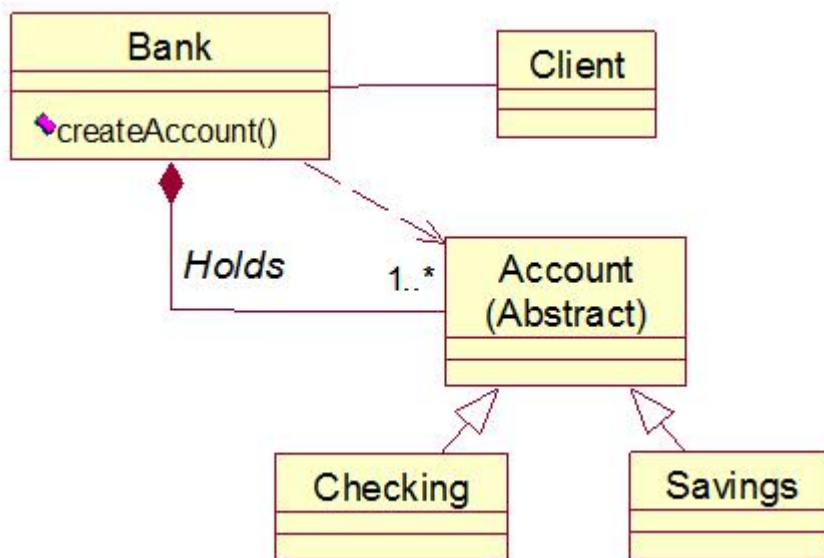 Bank
Client
createAccount()
Holds
1..*
Account
(Abstract)
Checking
Savings